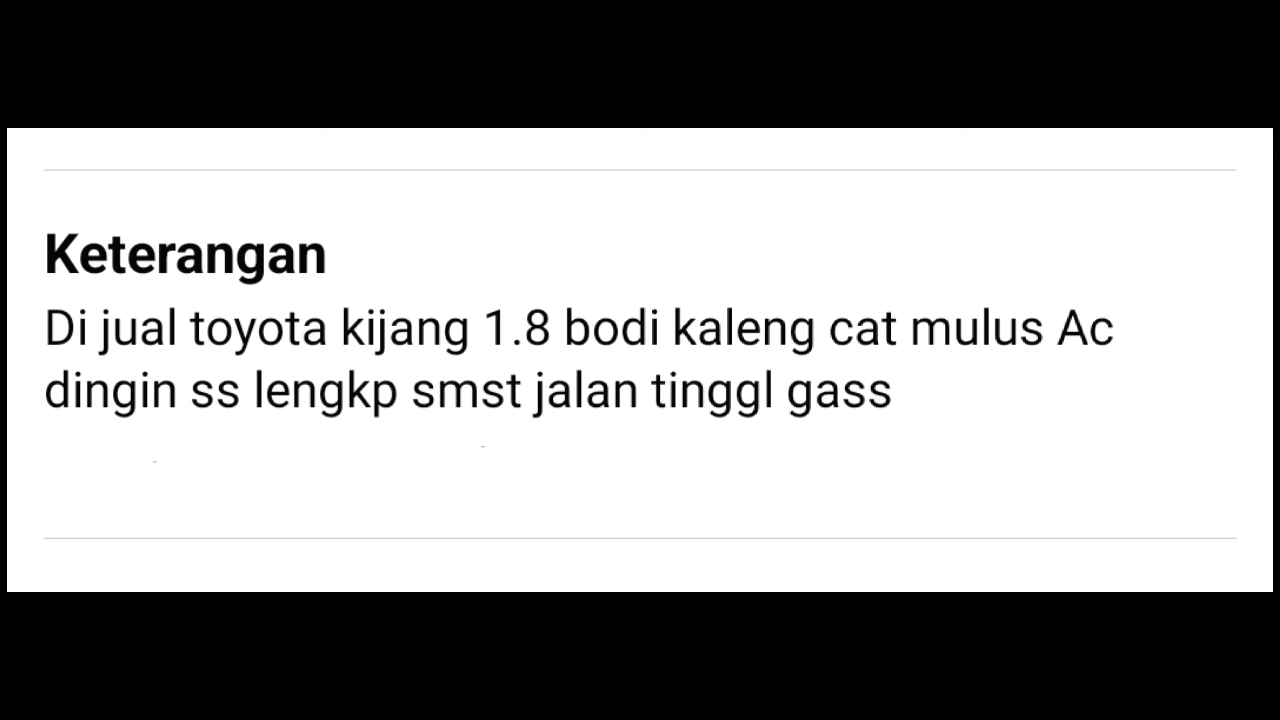 Keterangan
Di jual toyota kijang 1.8 bodi kaleng cat mulus Ac
dingin ss lengkp smst jalan tinggl gass